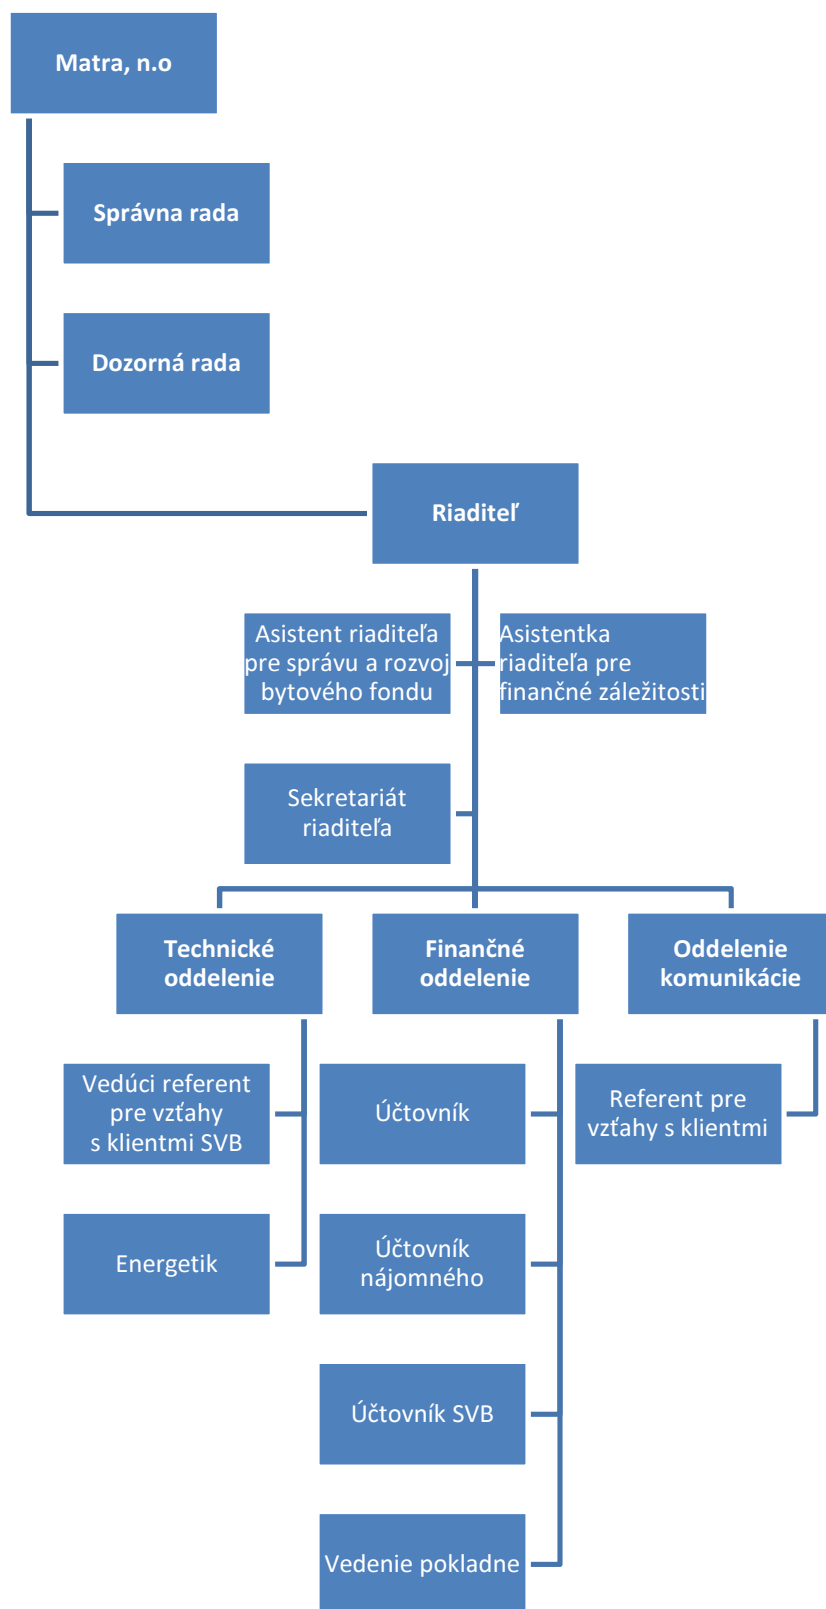 Matra, n.o
Správna rada
Dozorná rada
Riaditeľ
Asistent riaditeľa
pre správu a rozvoj
bytového fondu
Asistentka
riaditeľa pre
finančné záležitosti
Sekretariát
riaditeľa
Technické
oddelenie
Finančné
oddelenie
Oddelenie
komunikácie
Vedúci referent
pre vzťahy
s klientmi SVB
Účtovník
Referent pre
vzťahy s klientmi
Energetik
Účtovník
nájomného
Účtovník SVB
Vedenie pokladne